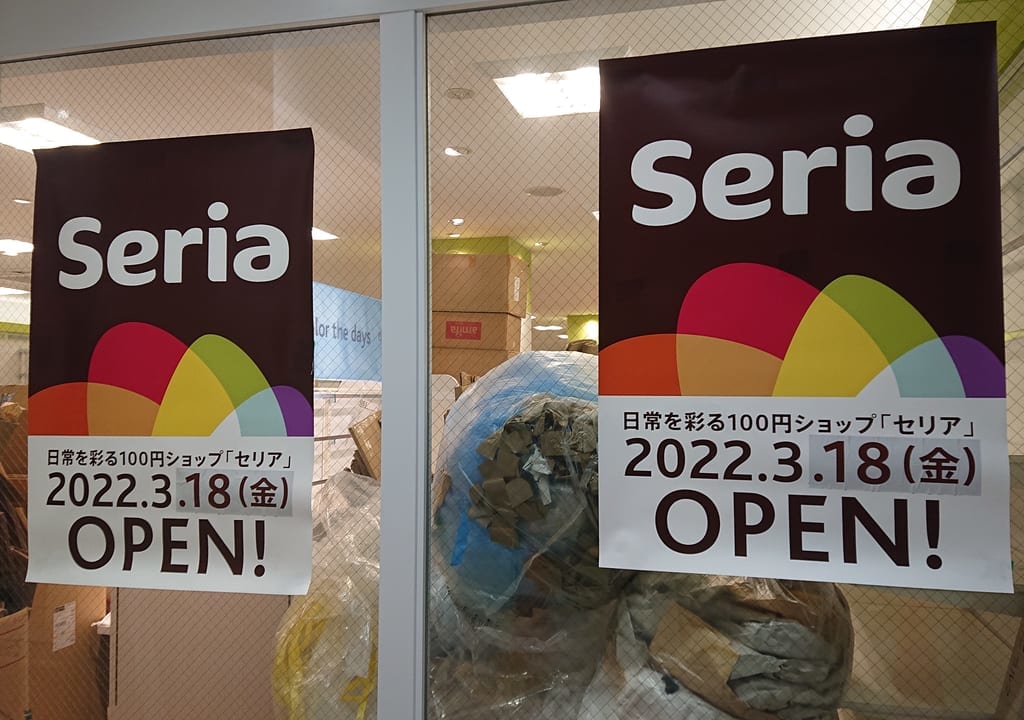 Seria
日常を彩る100円ショップ「セリア」
2022.3.18(金)
OPEN!
lor the days
amifa
Seria
日常を彩る100円ショップ「セリア」
2022.3.18(金)
OPEN!